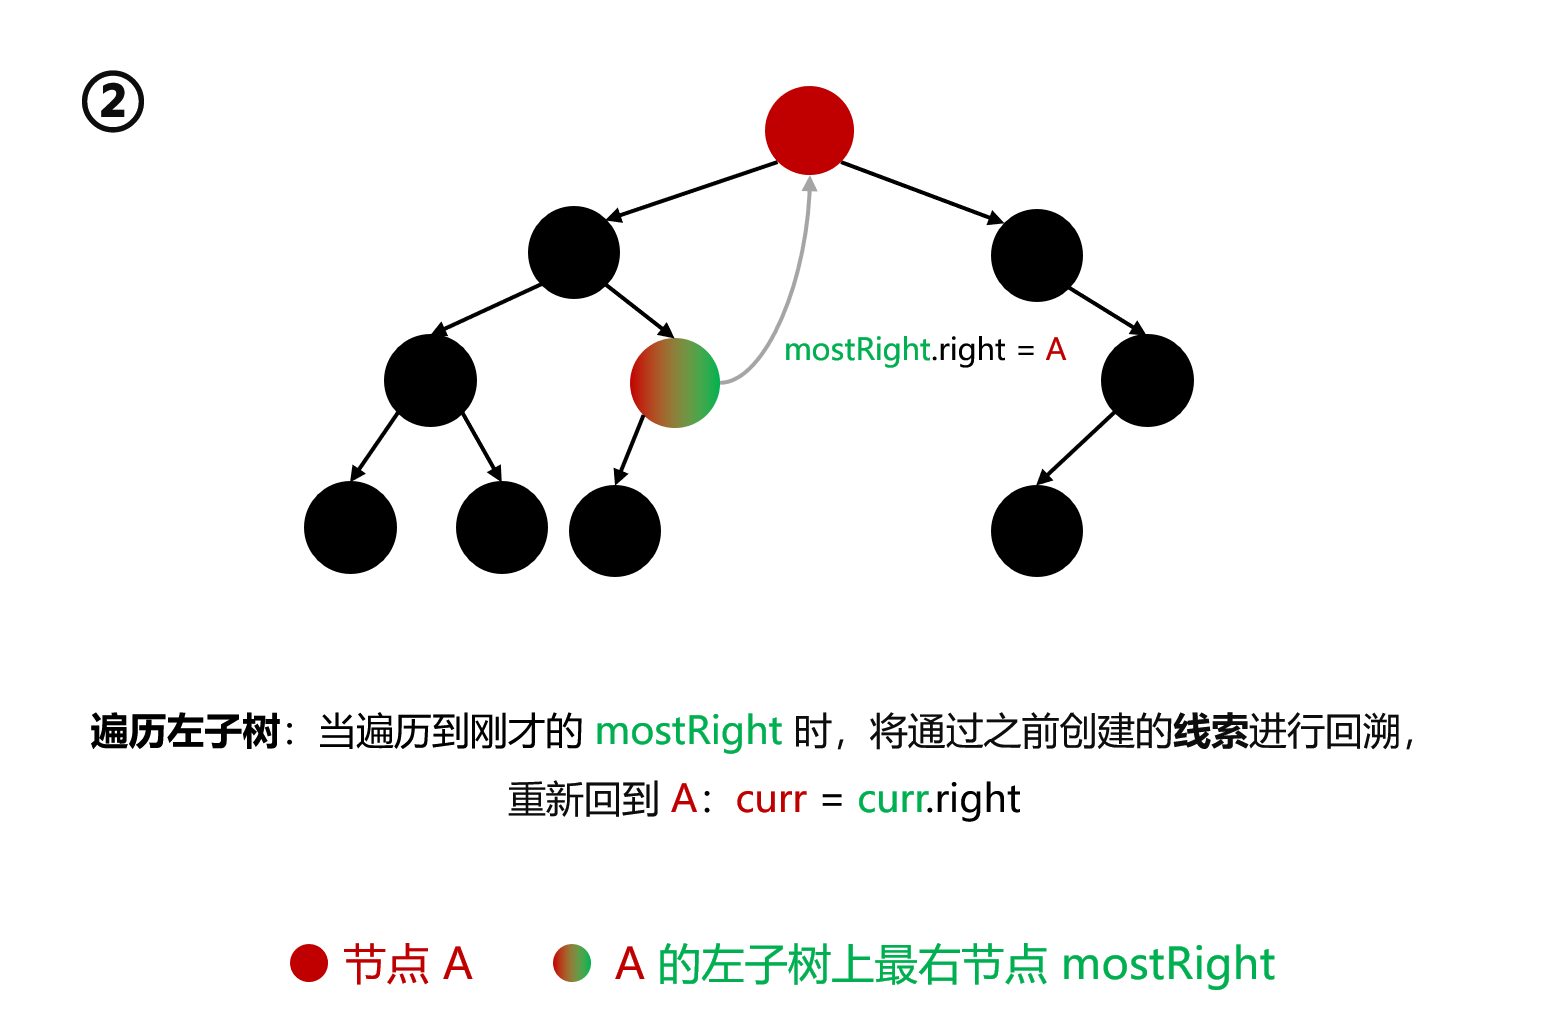 ②
mostRight.right = A
遍历左子树：当遍历到刚才的 mostRight 时，将通过之前创建的线索进行回溯，
重新回到 A：curr = curr.right
节点 A
A 的左子树上最右节点 mostRight